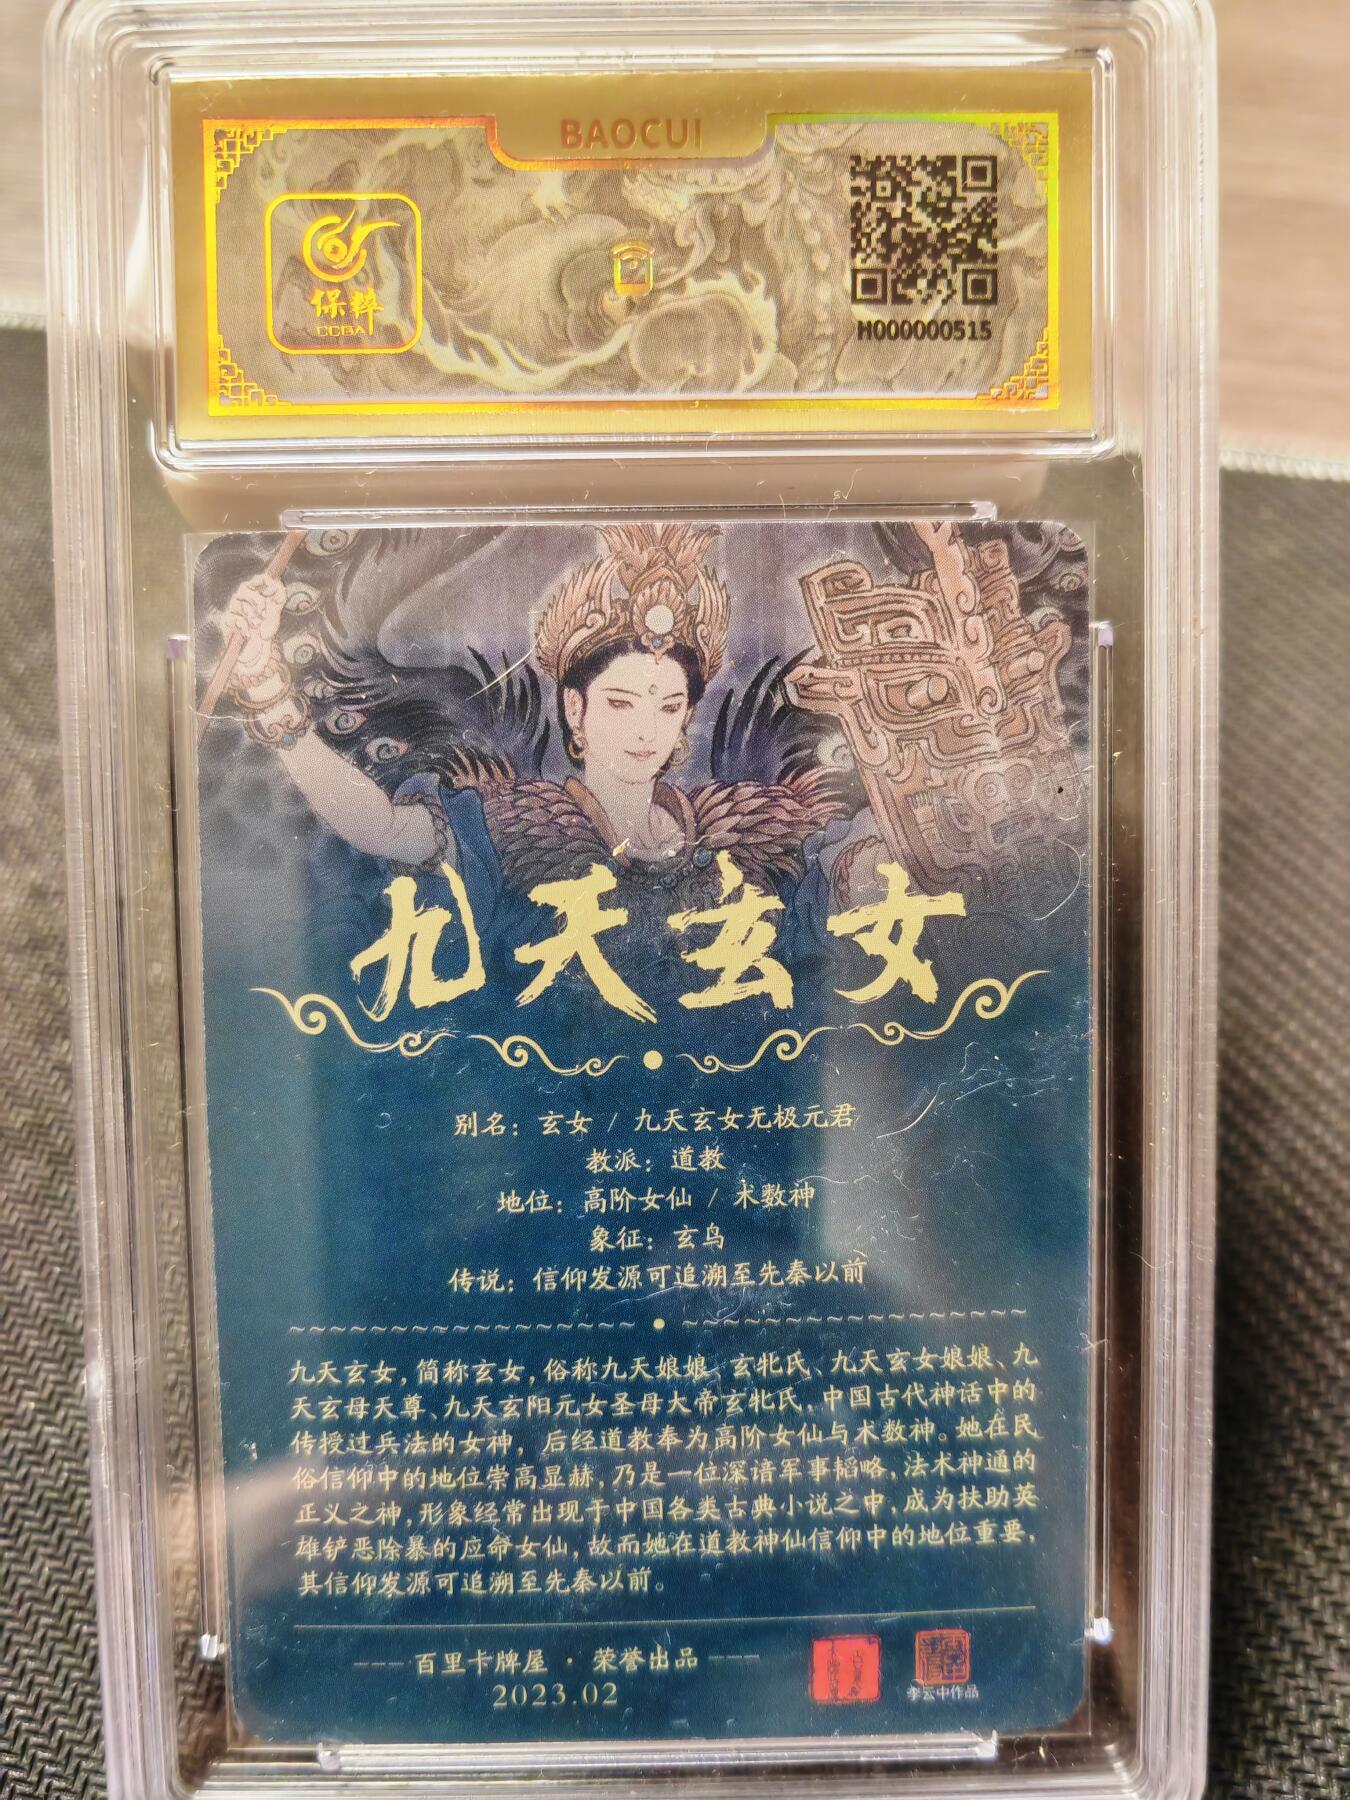 BAOCUI
保粹
CCGA
M000000515
九天玄女
别名：玄女 / 九天玄女无极元君
教派：道教
地位：高阶女仙 / 术数神
象征：玄鸟
传说：信仰发源可追溯至先秦以前
九天玄女，简称玄女，俗称九天娘娘、玄牝氏、九天玄女娘娘、九
天玄母天尊、九天玄阳元女圣母大帝玄牝氏，中国古代神话中的
传授过兵法的女神，后经道教奉为高阶女仙与术数神。她在民
俗信仰中的地位崇高显赫，乃是一位深谙军事韬略，法术神通的
正义之神，形象经常出现于中国各类古典小说之中，成为扶助英
雄铲恶除暴的应命女仙，故而她在道教神仙信仰中的地位重要，
其信仰发源可追溯至先秦以前。
---百里卡牌屋 · 荣誉出品---
2023.02
李云中作品